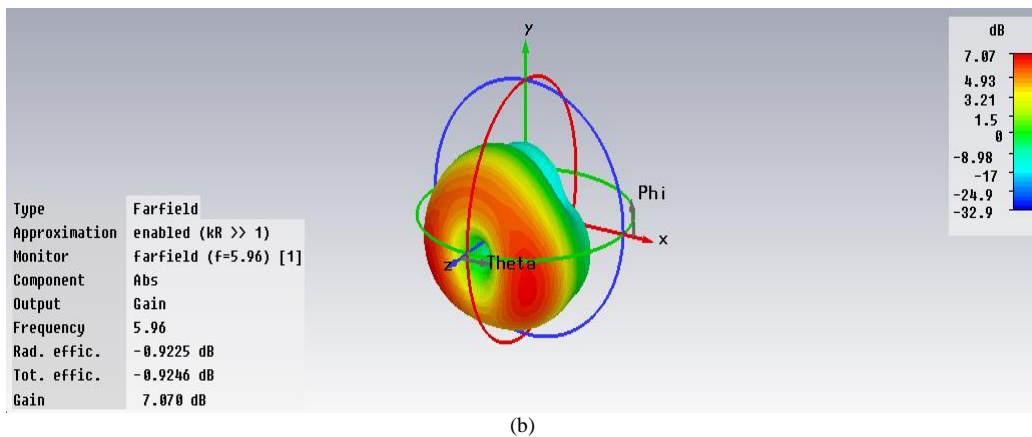 y
dB
7.07
4.93
3.21
1.5
0
-8.98
-17
-24.9
-32.9
Phi
x
z
Theta
Type Farfield
Approximation enabled (kR >> 1)
Monitor farfield (f=5.96) [1]
Component Abs
Output Gain
Frequency 5.96
Rad. effic. -0.9225 dB
Tot. effic. -0.9246 dB
Gain 7.070 dB
(b)